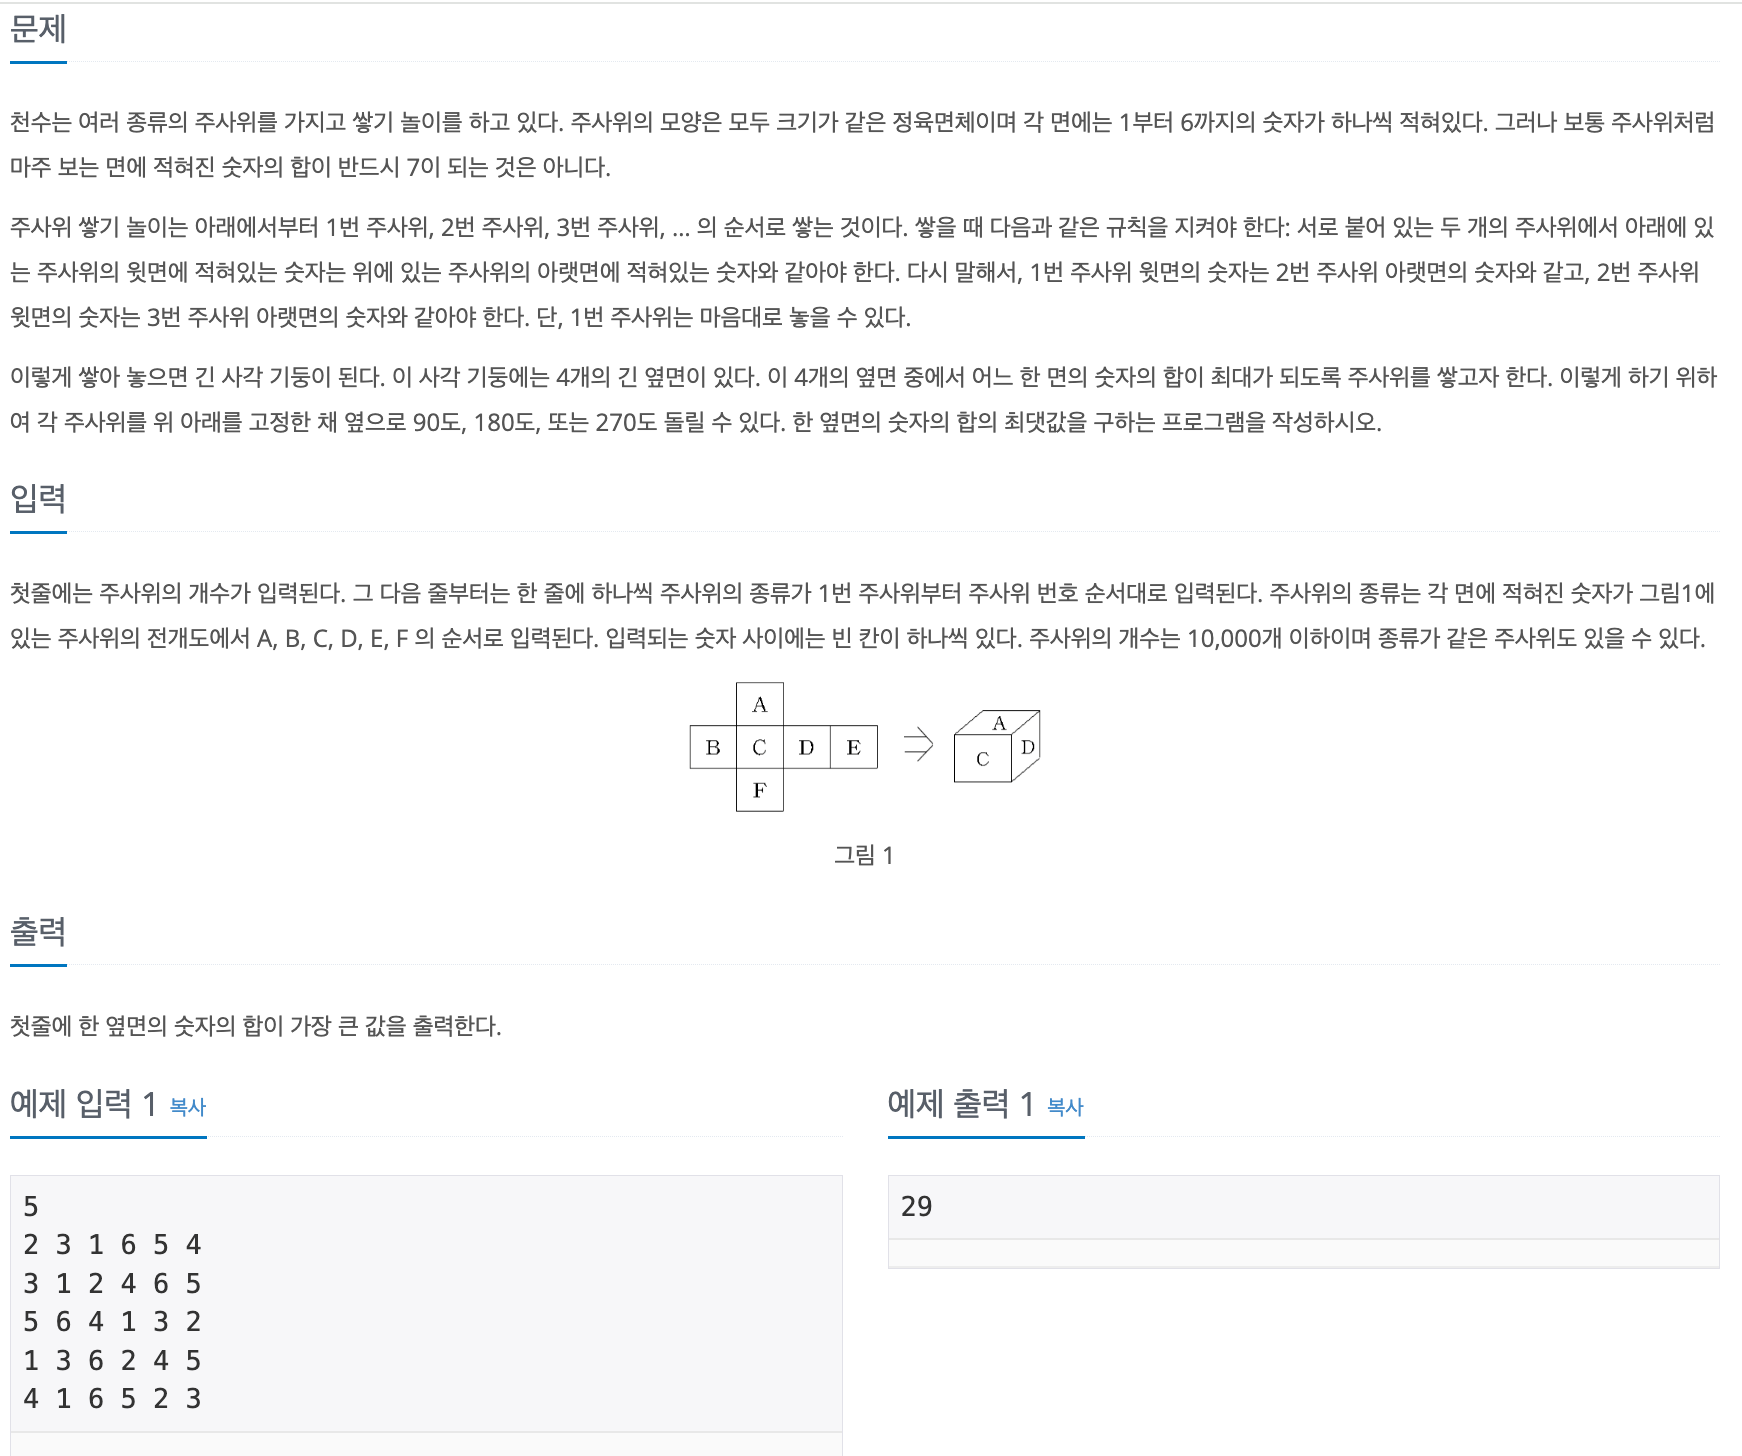 문제
천수는 여러 종류의 주사위를 가지고 쌓기 놀이를 하고 있다. 주사위의 모양은 모두 크기가 같은 정육면체이며 각 면에는 1부터 6까지의 숫자가 하나씩 적혀있다. 그러나 보통 주사위처럼
마주 보는 면에 적혀진 숫자의 합이 반드시 7이 되는 것은 아니다.
주사위 쌓기 놀이는 아래에서부터 1번 주사위, 2번 주사위, 3번 주사위, ... 의 순서로 쌓는 것이다. 쌓을 때 다음과 같은 규칙을 지켜야 한다: 서로 붙어 있는 두 개의 주사위에서 아래에 있
는 주사위의 윗면에 적혀있는 숫자는 위에 있는 주사위의 아랫면에 적혀있는 숫자와 같아야 한다. 다시 말해서, 1번 주사위 윗면의 숫자는 2번 주사위 아랫면의 숫자와 같고, 2번 주사위
윗면의 숫자는 3번 주사위 아랫면의 숫자와 같아야 한다. 단, 1번 주사위는 마음대로 놓을 수 있다.
이렇게 쌓아 놓으면 긴 사각 기둥이 된다. 이 사각 기둥에는 4개의 긴 옆면이 있다. 이 4개의 옆면 중에서 어느 한 면의 숫자의 합이 최대가 되도록 주사위를 쌓고자 한다. 이렇게 하기 위하
여 각 주사위를 위 아래를 고정한 채 옆으로 90도, 180도, 또는 270도 돌릴 수 있다. 한 옆면의 숫자의 합의 최댓값을 구하는 프로그램을 작성하시오.
입력
첫줄에는 주사위의 개수가 입력된다. 그 다음 줄부터는 한 줄에 하나씩 주사위의 종류가 1번 주사위부터 주사위 번호 순서대로 입력된다. 주사위의 종류는 각 면에 적혀진 숫자가 그림1에
있는 주사위의 전개도에서 A, B, C, D, E, F 의 순서로 입력된다. 입력되는 숫자 사이에는 빈 칸이 하나씩 있다. 주사위의 개수는 10,000개 이하이며 종류가 같은 주사위도 있을 수 있다.
A
B C D E
F
A
C D
그림 1
출력
첫줄에 한 옆면의 숫자의 합이 가장 큰 값을 출력한다.
예제 입력 1 복사
5
2 3 1 6 5 4
3 1 2 4 6 5
5 6 4 1 3 2
1 3 6 2 4 5
4 1 6 5 2 3
예제 출력 1 복사
29